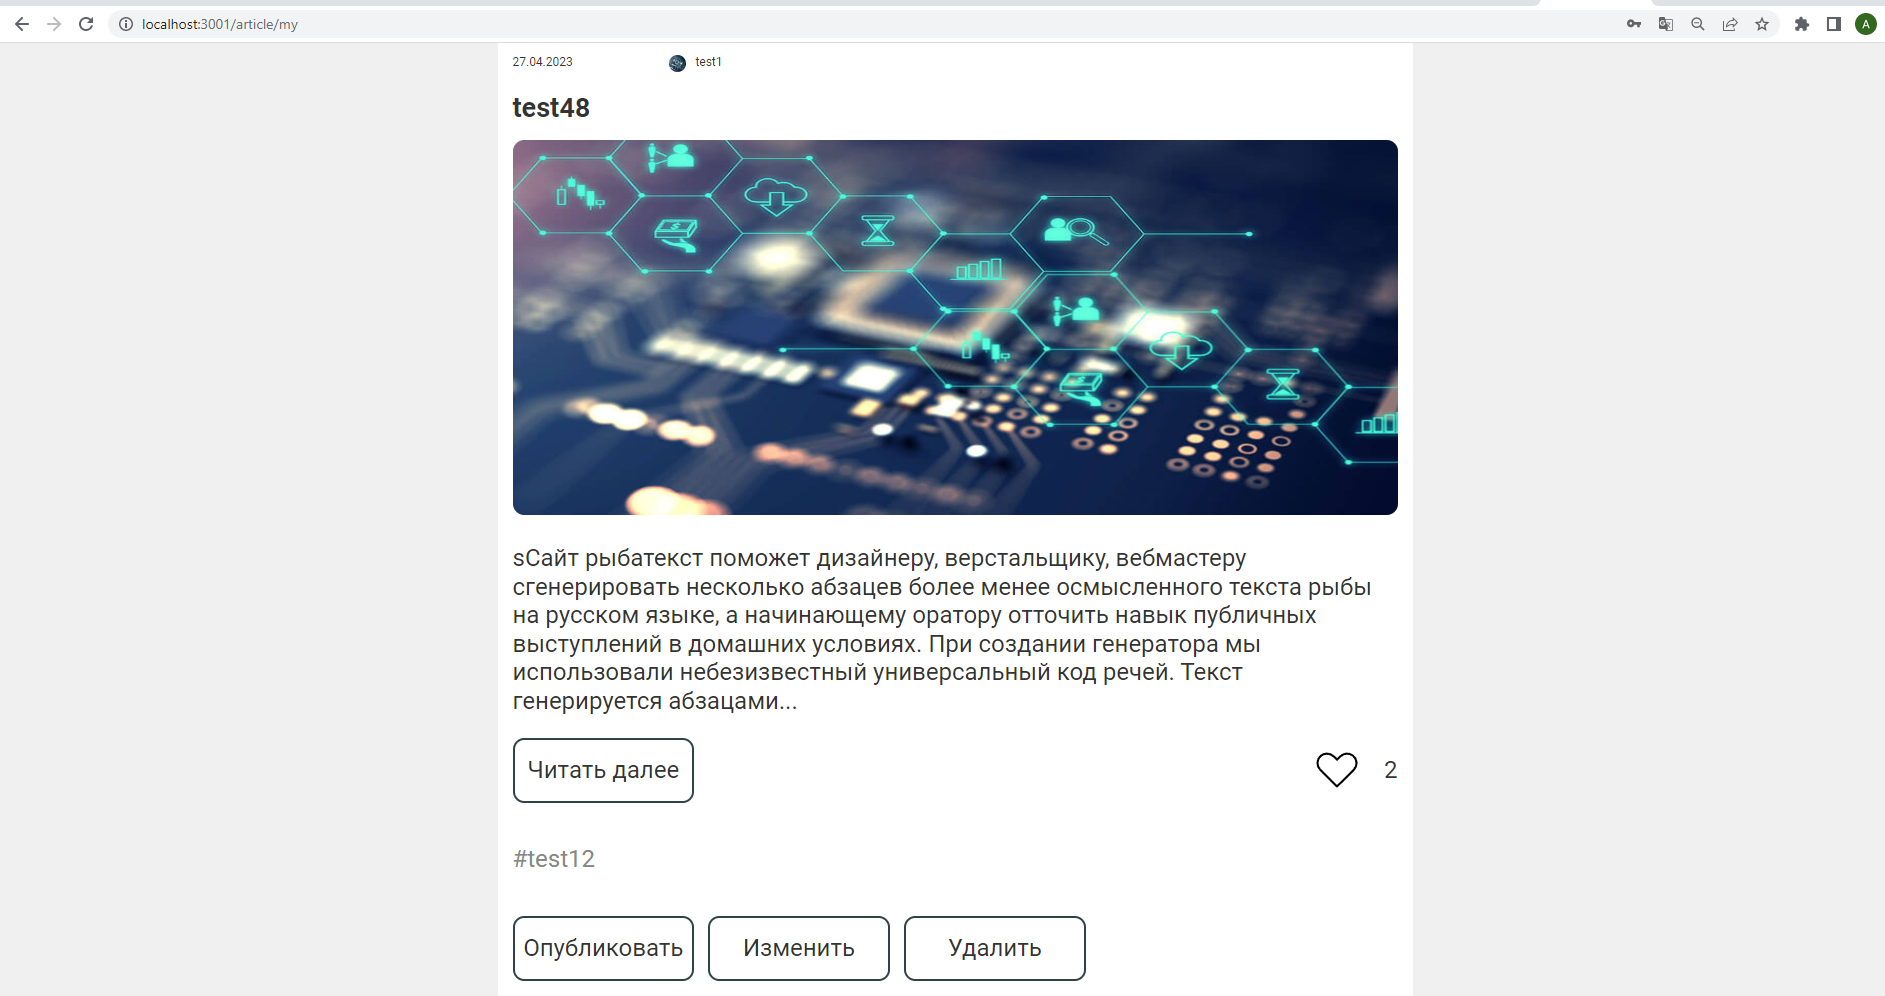 localhost:3001/article/my
A
27.04.2023 test1
test48
sСайт рыбатекст поможет дизайнеру, верстальщику, вебмастеру
сгенерировать несколько абзацев более менее осмысленного текста рыбы
на русском языке, а начинающему оратору отточить навык публичных
выступлений в домашних условиях. При создании генератора мы
использовали небезизвестный универсальный код речей. Текст
генерируется абзацами...
Читать далее 2
#test12
Опубликовать Изменить Удалить